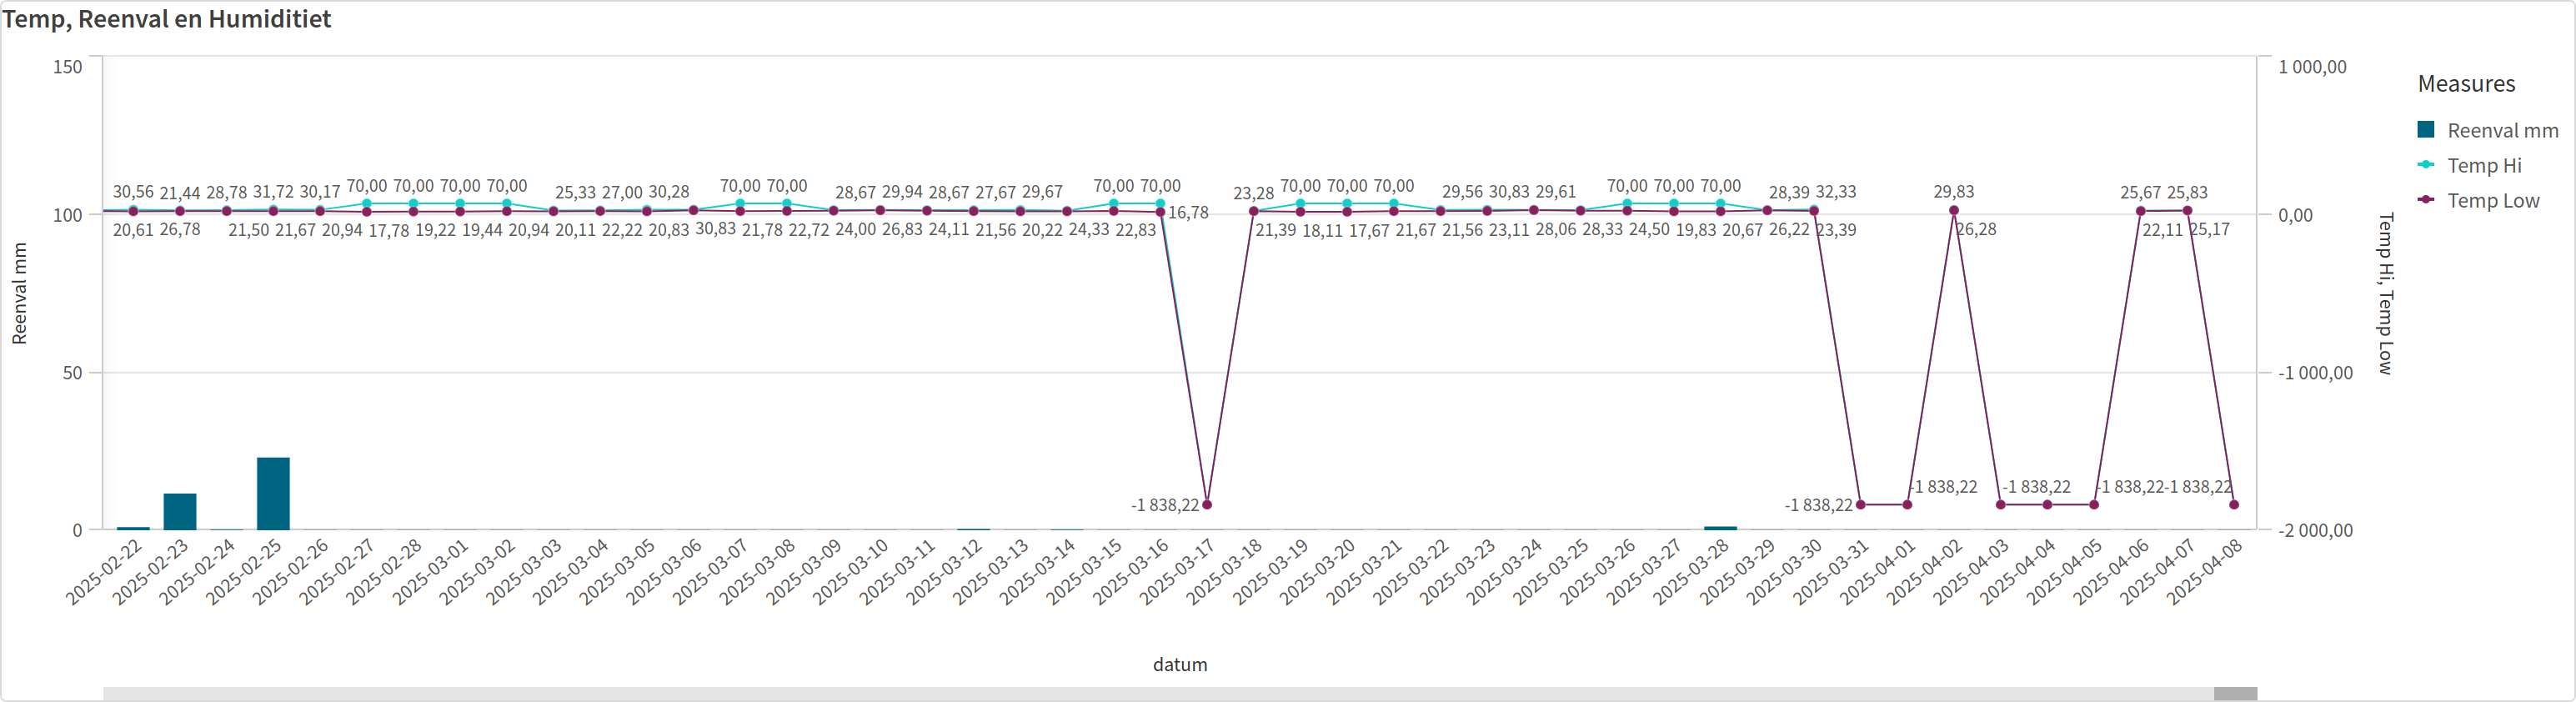 Temp, Reenval en Humiditiet
150
100
50
0
Reenval mm
1 000,00
0,00
-1 000,00
-2 000,00
Temp Hi, Temp Low
Measures
Reenval mm
Temp Hi
Temp Low
30,56 21,44 28,78 31,72 30,17 70,00 70,00 70,00 70,00 25,33 27,00 30,28 70,00 70,00 28,67 29,94 28,67 27,67 29,67 70,00 70,00 23,28 70,00 70,00 70,00 29,56 30,83 29,61 70,00 70,00 70,00 28,39 32,33 29,83 25,67 25,83
16,78
20,61 26,78 21,50 21,67 20,94 17,78 19,22 19,44 20,94 20,11 22,22 20,83 30,83 21,78 22,72 24,00 26,83 24,11 21,56 20,22 24,33 22,83 21,39 18,11 17,67 21,67 21,56 23,11 28,06 28,33 24,50 19,83 20,67 26,22 23,39 26,28 22,11 25,17
-1 838,22 -1 838,22 -1 838,22 -1 838,22 -1 838,22 -1 838,22
2025-02-22 2025-02-23 2025-02-24 2025-02-25 2025-02-26 2025-02-27 2025-02-28 2025-03-01 2025-03-02 2025-03-03 2025-03-04 2025-03-05 2025-03-06 2025-03-07 2025-03-08 2025-03-09 2025-03-10 2025-03-11 2025-03-12 2025-03-13 2025-03-14 2025-03-15 2025-03-16 2025-03-17 2025-03-18 2025-03-19 2025-03-20 2025-03-21 2025-03-22 2025-03-23 2025-03-24 2025-03-25 2025-03-26 2025-03-27 2025-03-28 2025-03-29 2025-03-30 2025-03-31 2025-04-01 2025-04-02 2025-04-03 2025-04-04 2025-04-05 2025-04-06 2025-04-07 2025-04-08
datum